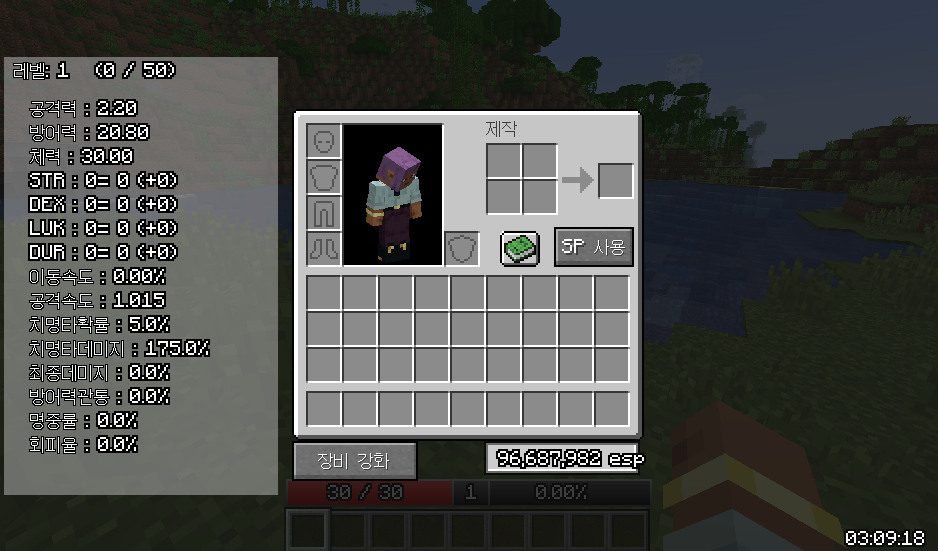 레벨: 1 (0 / 50)
공격력 : 2.20
방어력 : 20.80
체력 : 30.00
STR : 0= 0 (+0)
DEX : 0= 0 (+0)
LUK : 0= 0 (+0)
DUR : 0= 0 (+0)
이동속도 : 0.00%
공격속도 : 1.015
치명타확률 : 5.0%
치명타데미지 : 175.0%
최종데미지 : 0.0%
방어력관통 : 0.0%
명중률 : 0.0%
회피율 : 0.0%
제작
SP 사용
장비 강화
96,687,982 esp
30 / 30
1
0.00%
03:09:18